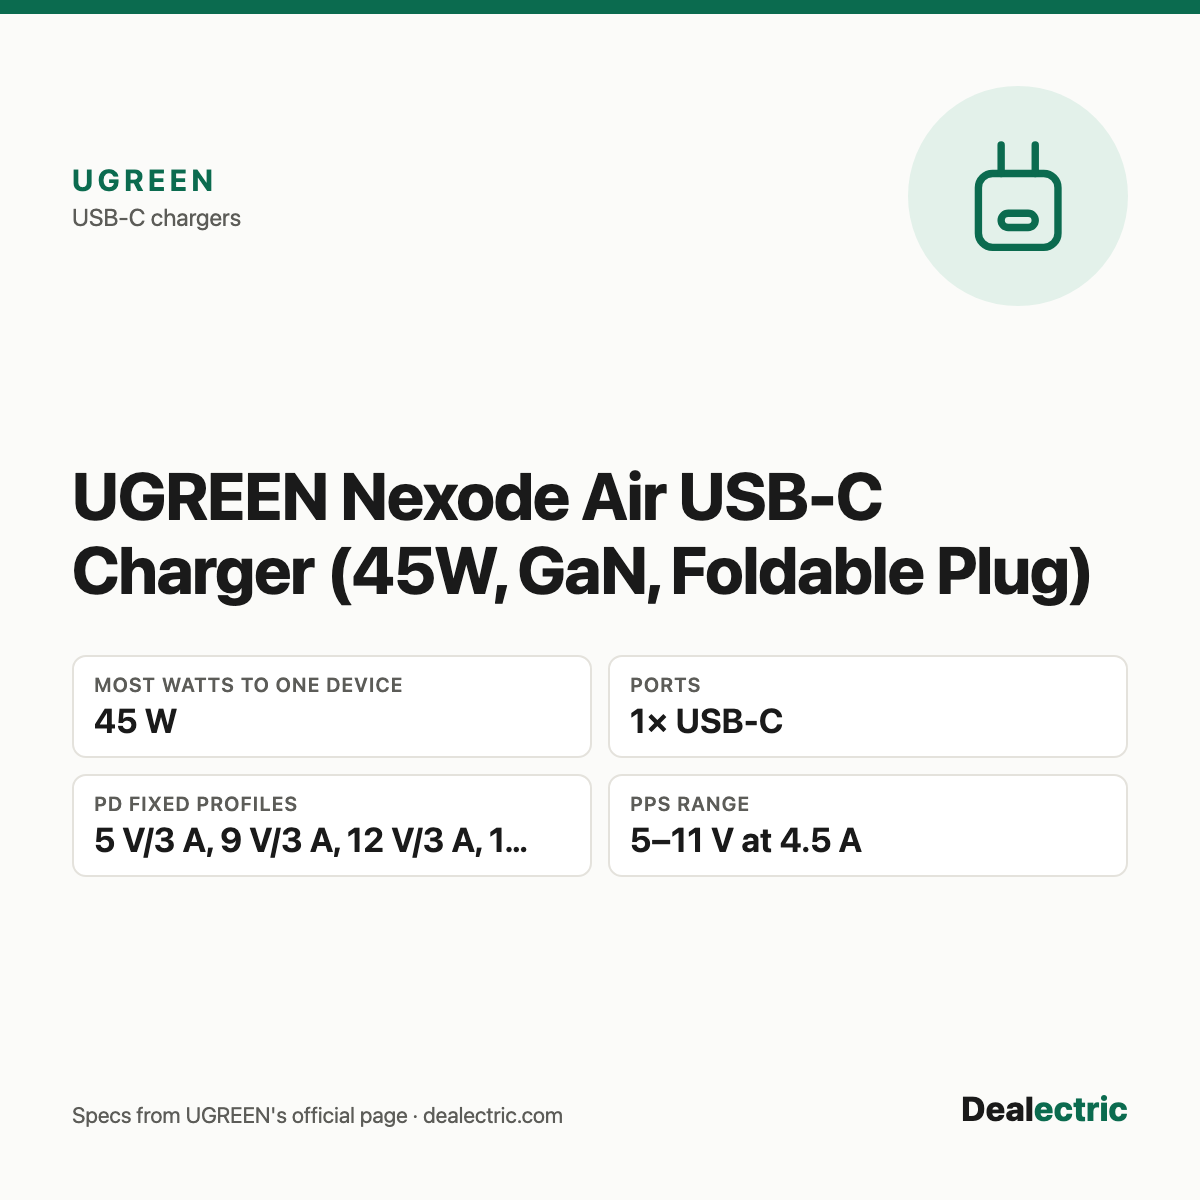 UGREEN
USB-C chargers
UGREEN Nexode Air USB-C
Charger (45W, GaN, Foldable Plug)
MOST WATTS TO ONE DEVICE
45 W
PORTS
1× USB-C
PD FIXED PROFILES
5 V/3 A, 9 V/3 A, 12 V/3 A, 1…
PPS RANGE
5–11 V at 4.5 A
Specs from UGREEN's official page · dealectric.com
Dealectric